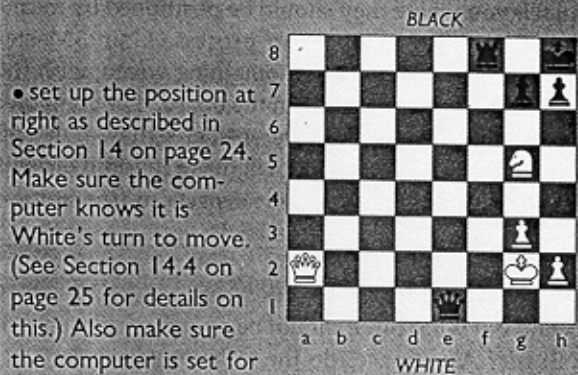 BLACK
• set up the position at
right as described in
Section 14 on page 24.
Make sure the com-
puter knows it is
White's turn to move.
(See Section 14.4 on
page 25 for details on
this.) Also make sure
the computer is set for
8
7
6
5
4
3
2
1
a b c d e f g h
WHITE